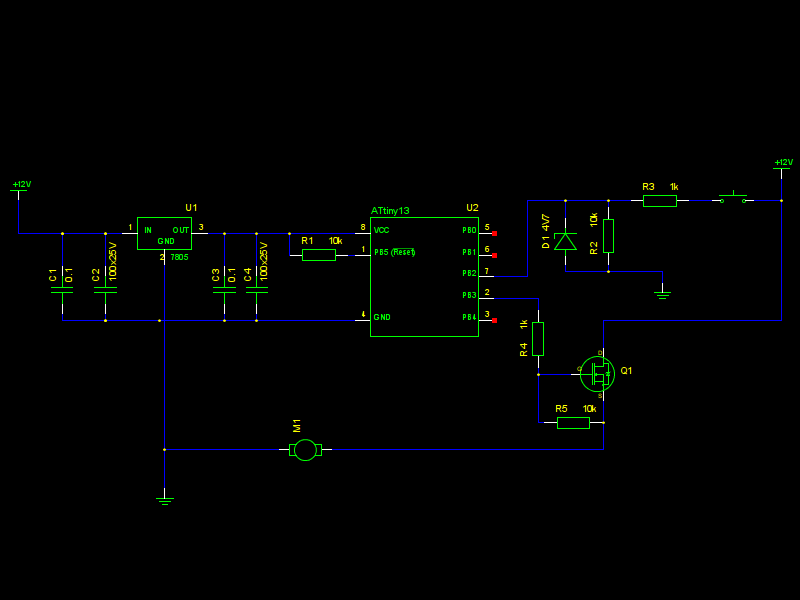 +12V
+12V
U1
1
IN
OUT
3
GND
2
7805
C1
0.1
C2
100x25V
C3
0.1
C4
100x25V
R1
10k
ATtiny13
U2
8
VCC
1
PB5 (Reset)
4
GND
PB0
5
PB1
6
PB2
7
PB3
2
PB4
3
D1
4V7
R2
10k
R3
1k
R4
1k
G
D
S
Q1
R5
10k
M1